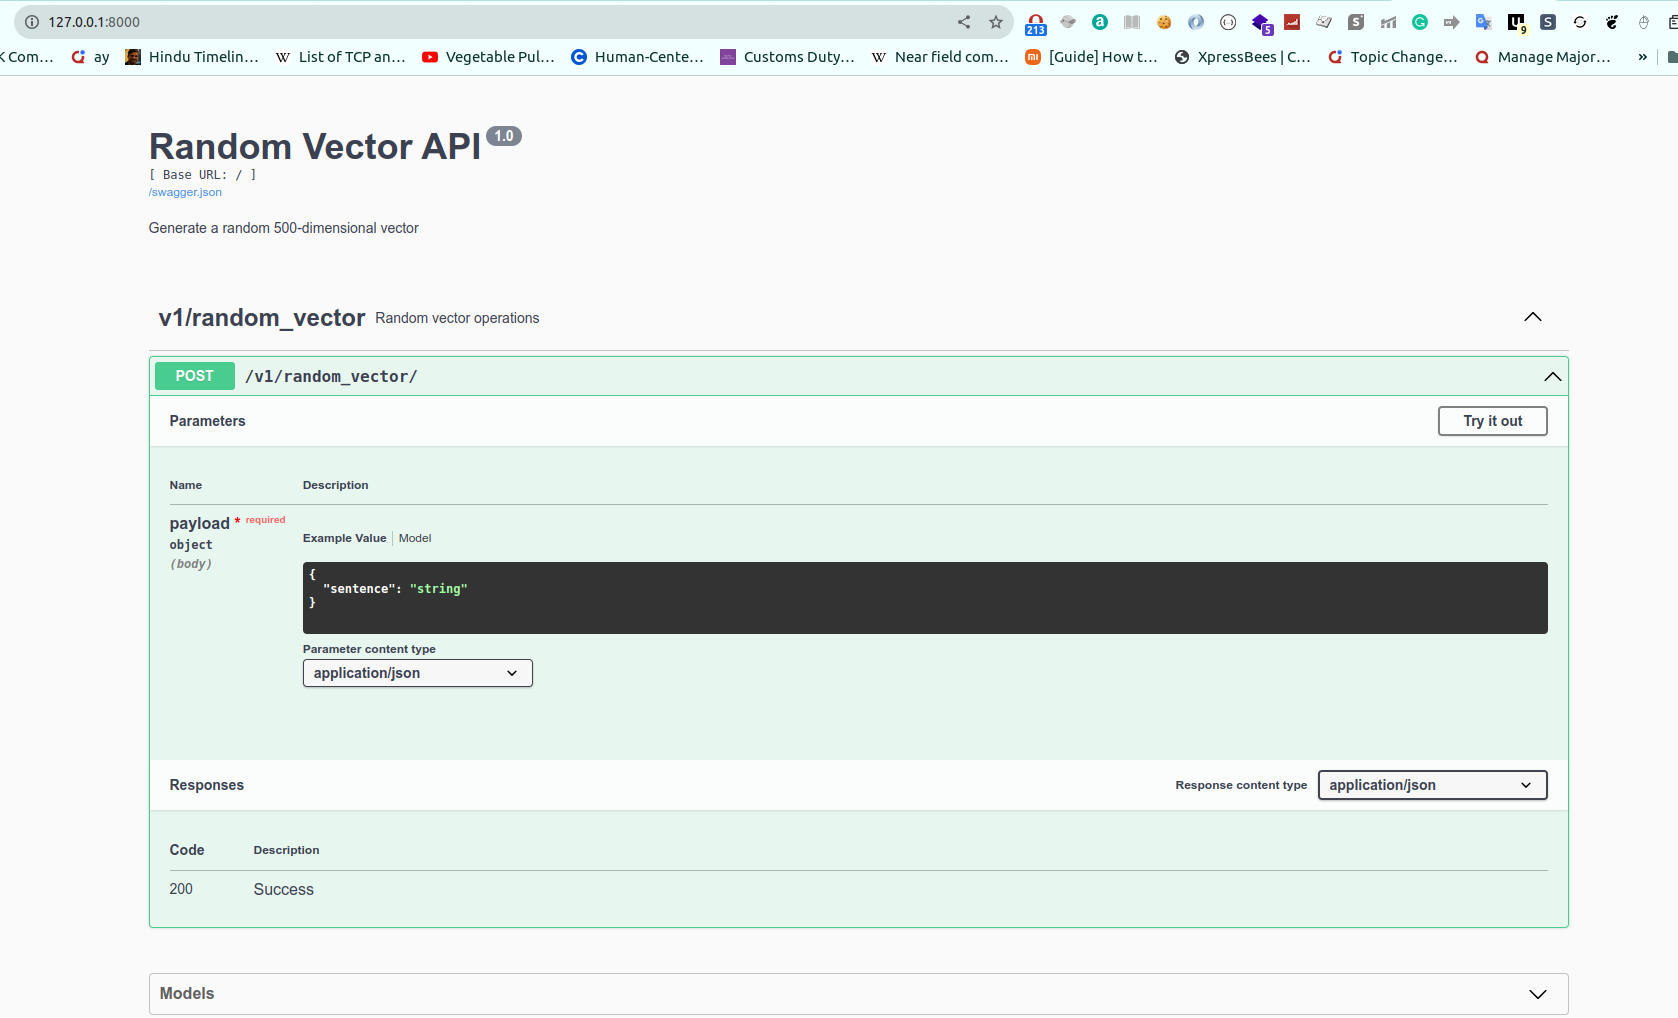 127.0.0.1:8000
213
5
9
K Com...
ay
Hindu Timelin...
List of TCP an...
Vegetable Pul...
Human-Cente...
Customs Duty...
Near field com...
[Guide] How t...
XpressBees | C...
Topic Change...
Manage Major...
»
Random Vector API 1.0
[ Base URL: / ]
/swagger.json
Generate a random 500-dimensional vector
v1/random_vector Random vector operations
POST /v1/random_vector/
Parameters
Try it out
Name Description
payload * required
object
(body)
Example Value | Model
{
"sentence": "string"
}
Parameter content type
application/json
Responses
Response content type
application/json
Code Description
200 Success
Models